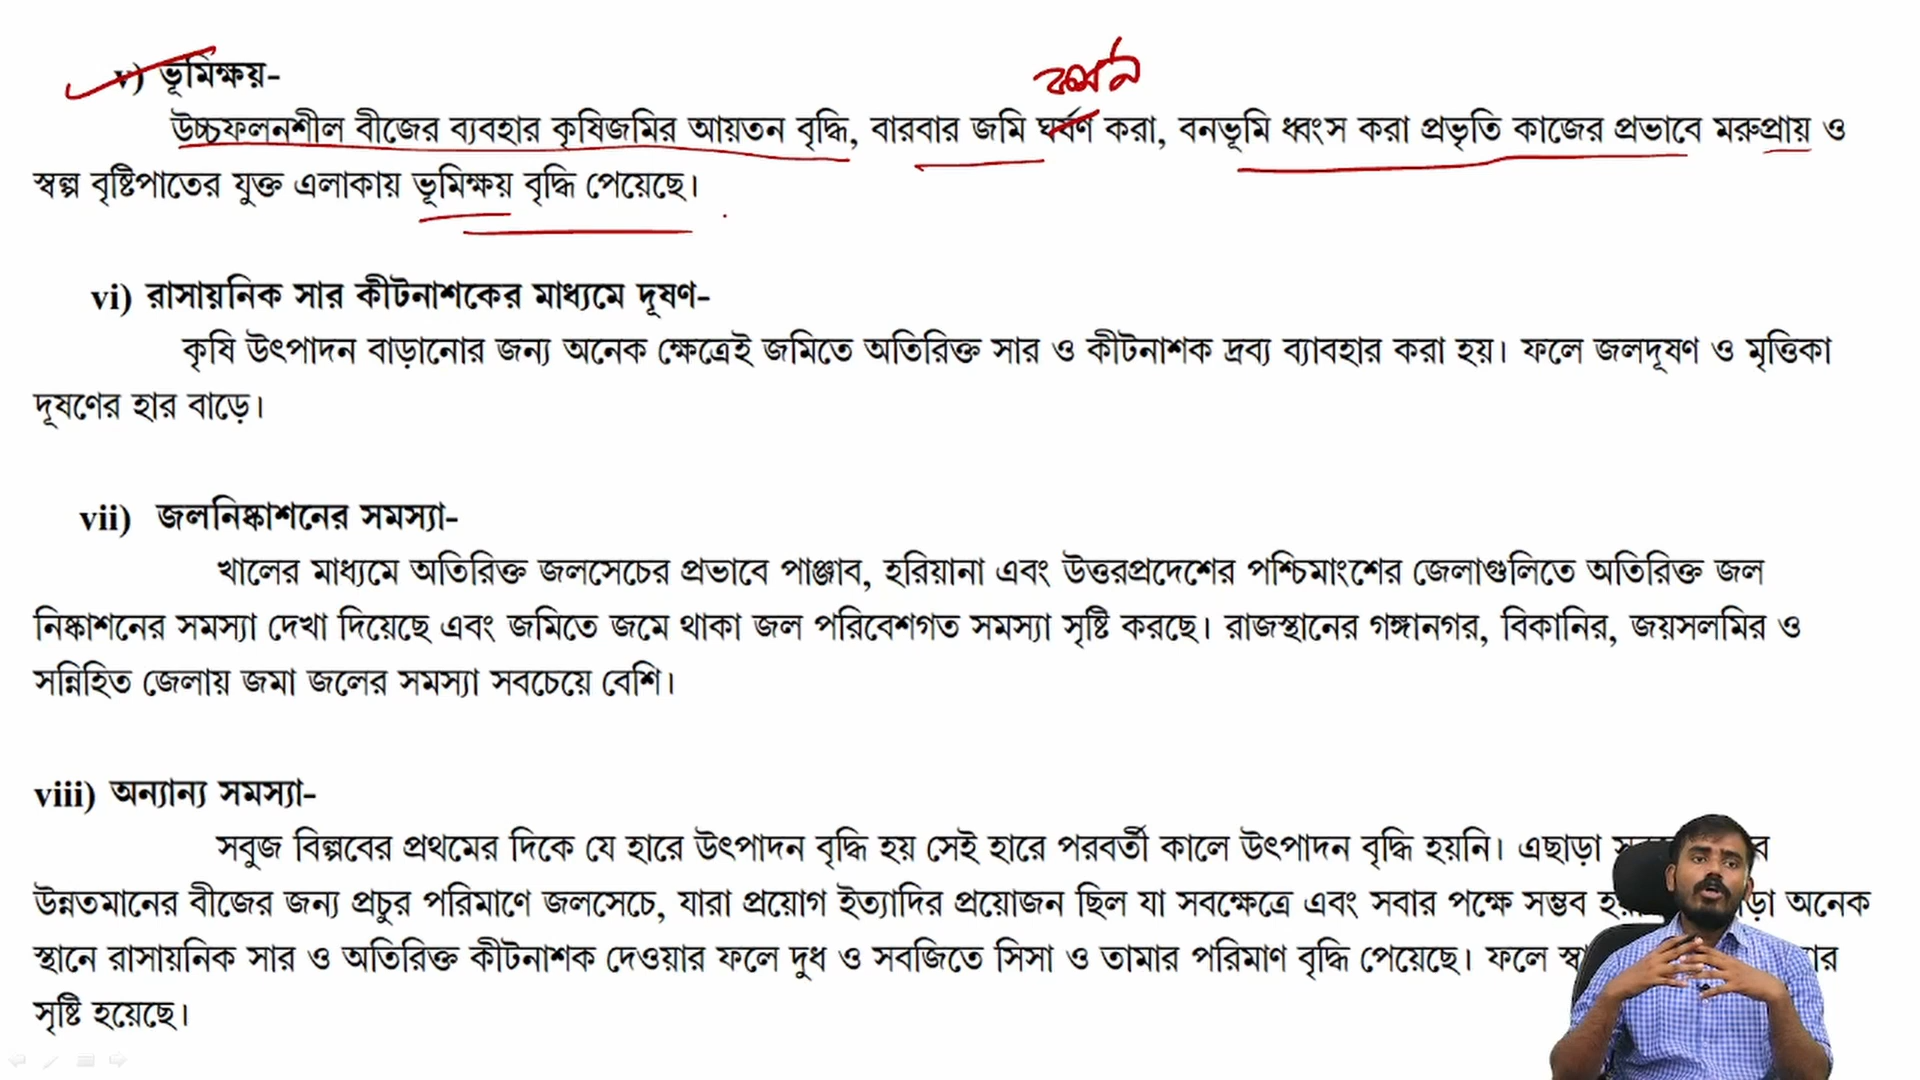 v) ভূমিক্ষয়-
কর্ষন
উচ্চফলনশীল বীজের ব্যবহার কৃষিজমির আয়তন বৃদ্ধি, বারবার জমি ঘর্ষণ করা, বনভূমি ধ্বংস করা প্রভৃতি কাজের প্রভাবে মরুপ্রায় ও
স্বল্প বৃষ্টিপাতের যুক্ত এলাকায় ভূমিক্ষয় বৃদ্ধি পেয়েছে।
vi) রাসায়নিক সার কীটনাশকের মাধ্যমে দূষণ-
কৃষি উৎপাদন বাড়ানোর জন্য অনেক ক্ষেত্রেই জমিতে অতিরিক্ত সার ও কীটনাশক দ্রব্য ব্যাবহার করা হয়। ফলে জলদূষণ ও মৃত্তিকা
দূষণের হার বাড়ে।
vii) জলনিষ্কাশনের সমস্যা-
খালের মাধ্যমে অতিরিক্ত জলসেচের প্রভাবে পাঞ্জাব, হরিয়ানা এবং উত্তরপ্রদেশের পশ্চিমাংশের জেলাগুলিতে অতিরিক্ত জল
নিষ্কাশনের সমস্যা দেখা দিয়েছে এবং জমিতে জমে থাকা জল পরিবেশগত সমস্যা সৃষ্টি করছে। রাজস্থানের গঙ্গানগর, বিকানির, জয়সলমির ও
সন্নিহিত জেলায় জমা জলের সমস্যা সবচেয়ে বেশি।
viii) অন্যান্য সমস্যা-
সবুজ বিল্পবের প্রথমের দিকে যে হারে উৎপাদন বৃদ্ধি হয় সেই হারে পরবর্তী কালে উৎপাদন বৃদ্ধি হয়নি। এছাড়া
উন্নতমানের বীজের জন্য প্রচুর পরিমাণে জলসেচে, যারা প্রয়োগ ইত্যাদির প্রয়োজন ছিল যা সবক্ষেত্রে এবং সবার পক্ষে সম্ভব অনেক
স্থানে রাসায়নিক সার ও অতিরিক্ত কীটনাশক দেওয়ার ফলে দুধ ও সবজিতে সিসা ও তামার পরিমাণ বৃদ্ধি পেয়েছে। ফলে
সৃষ্টি হয়েছে।